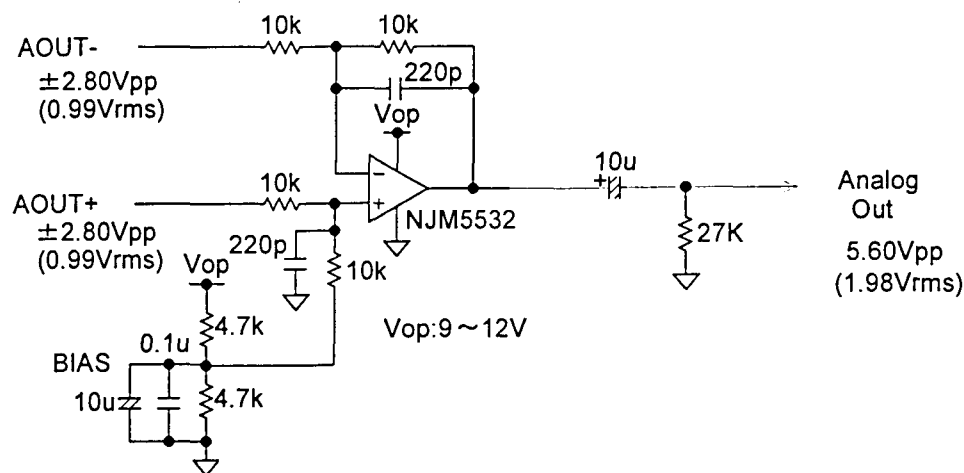 10k
10k
AOUT-
±2.80Vpp
(0.99Vrms)
220p
Vop
10u
+
Analog
Out
5.60Vpp
(1.98Vrms)
10k
−
+
NJM5532
27K
AOUT+
±2.80Vpp
(0.99Vrms)
220p
10k
Vop
4.7k
Vop:9～12V
BIAS
0.1u
10u
4.7k